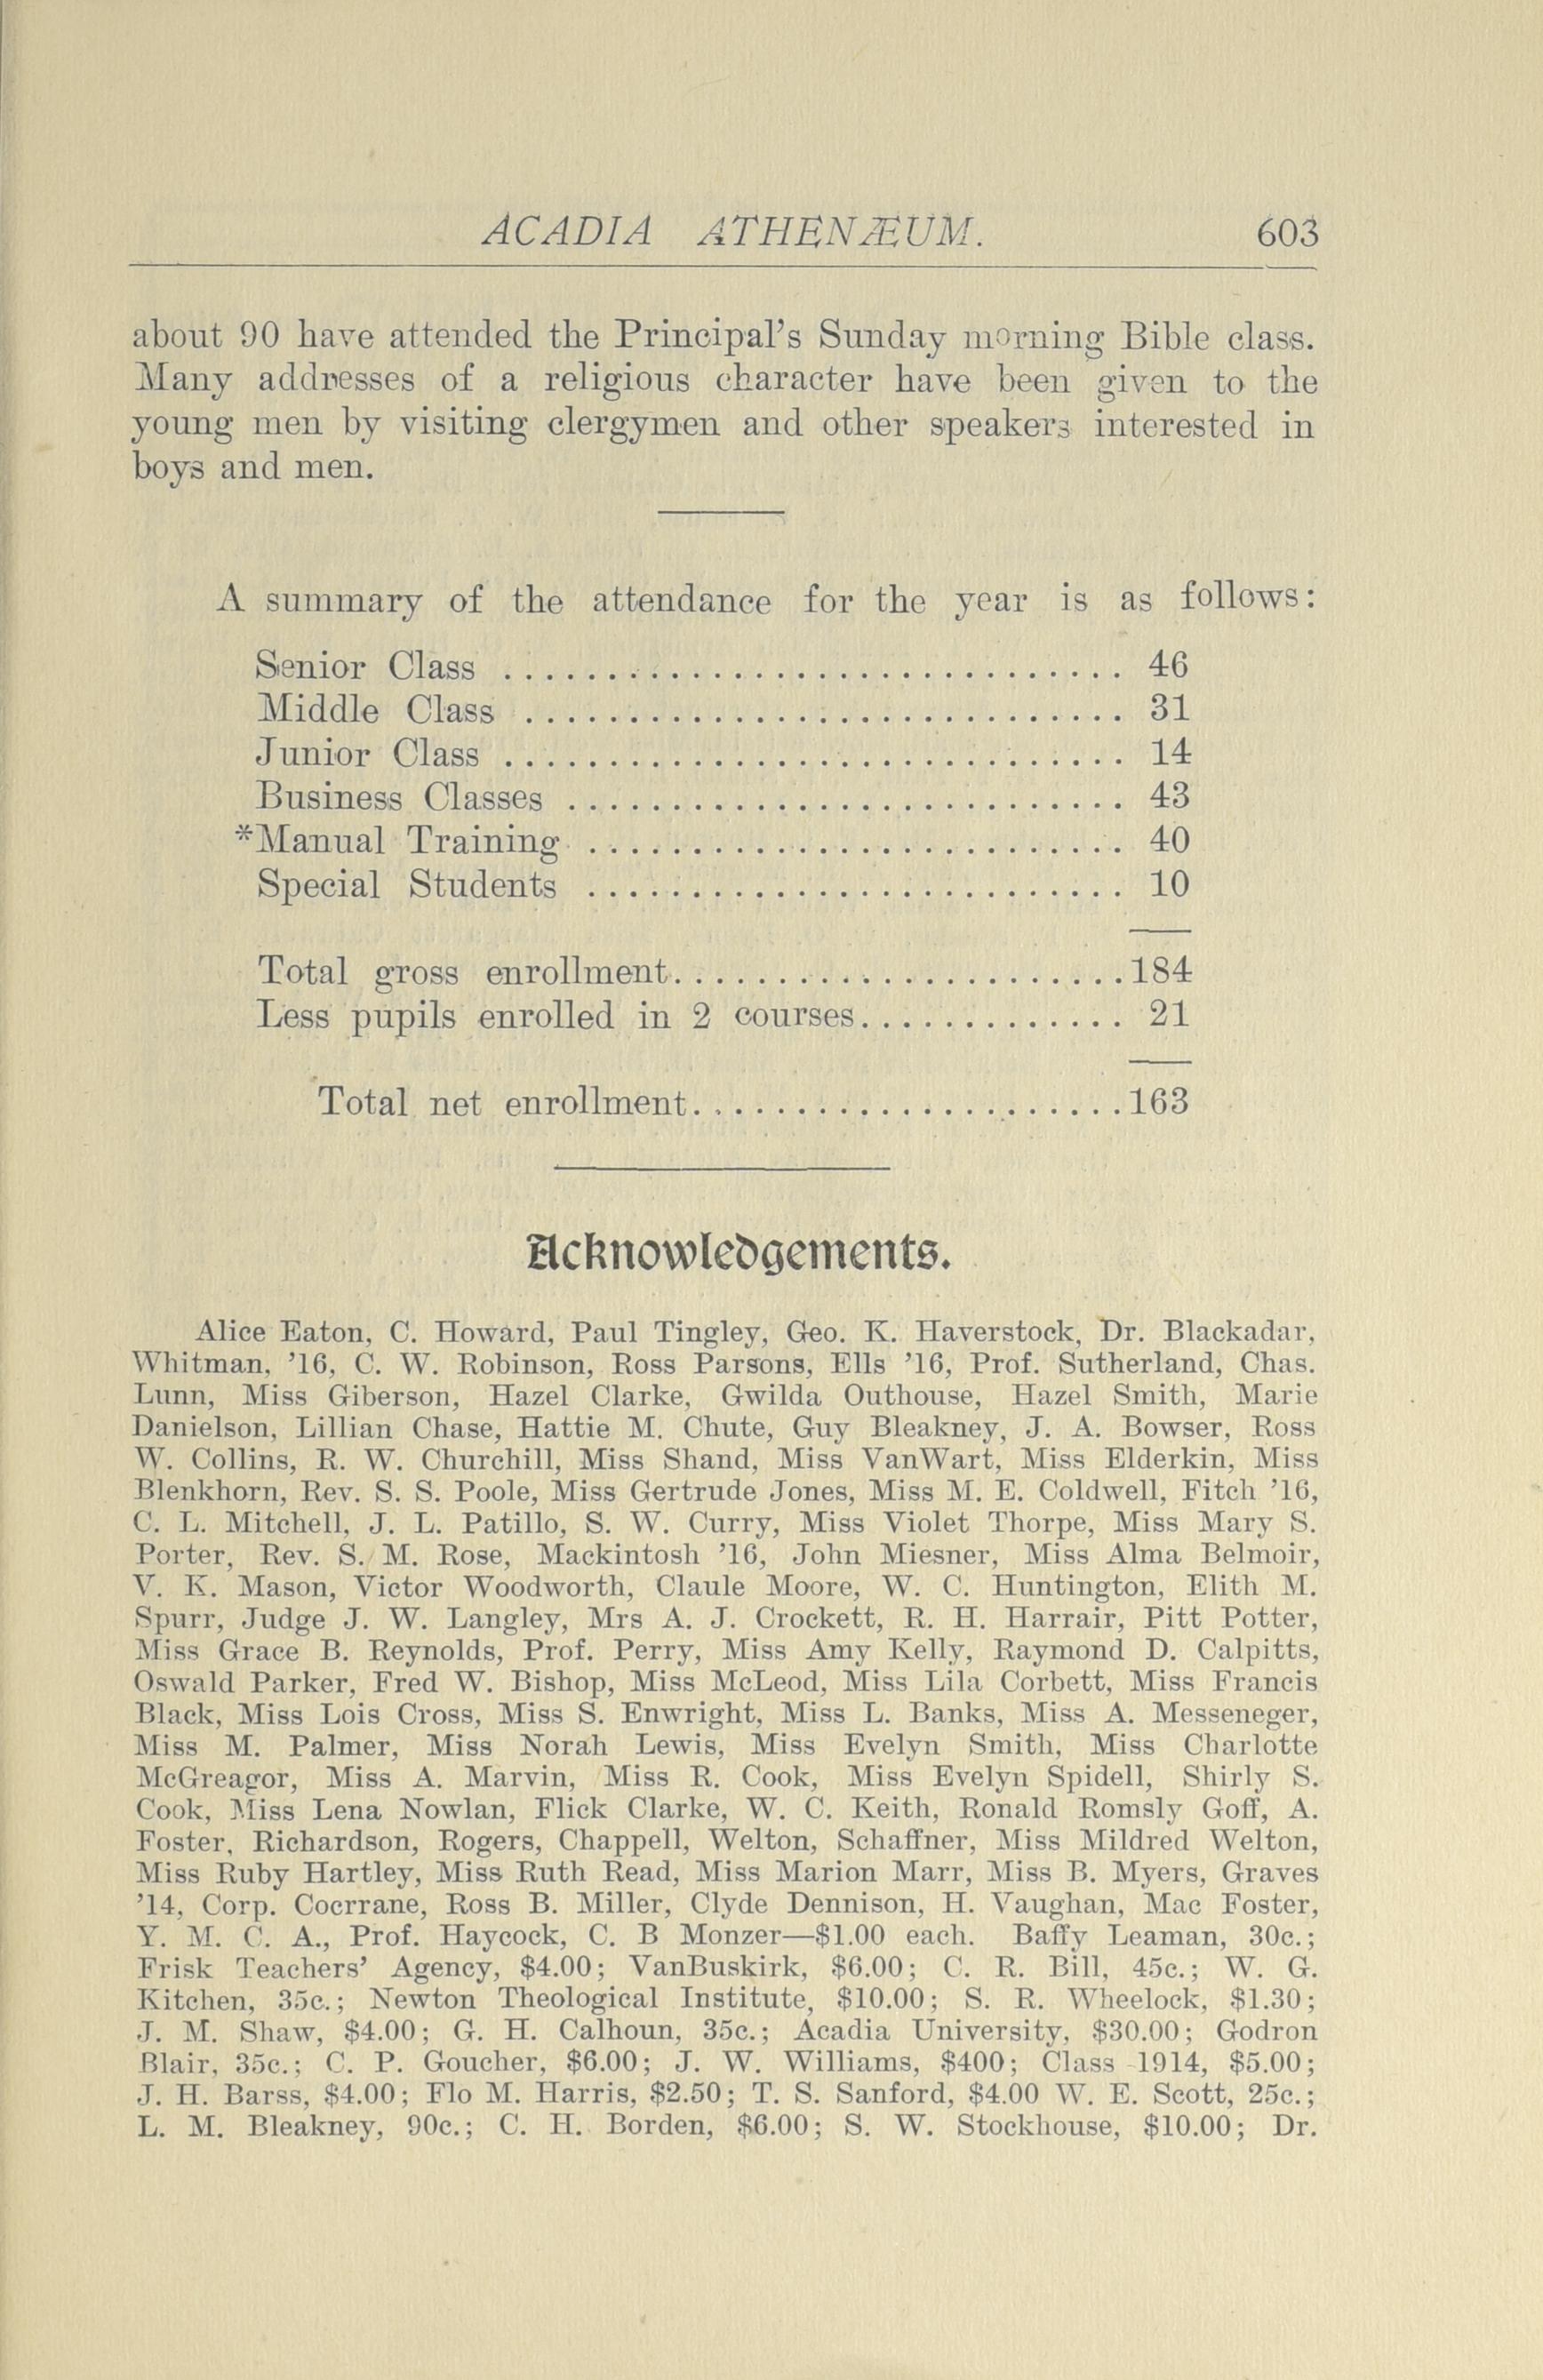 ACADIA ATHENÆUM. 603
about 90 have attended the Principal's Sunday morning Bible class.
Many addresses of a religious character have been given to the
young men by visiting clergymen and other speakers interested in
boys and men.
A summary of the attendance for the year is as follows:
Senior Class .............................. 46
Middle Class ............................. 31
Junior Class .............................. 14
Business Classes ........................... 43
*Manual Training .......................... 40
Special Students .......................... 10
Total gross enrollment......................184
Less pupils enrolled in 2 courses............. 21
Total net enrollment.....................163
Acknowledgements.
Alice Eaton, C. Howard, Paul Tingley, Geo. K. Haverstock, Dr. Blackadar,
Whitman, '16, C. W. Robinson, Ross Parsons, Ells '16, Prof. Sutherland, Chas.
Lunn, Miss Giberson, Hazel Clarke, Gwilda Outhouse, Hazel Smith, Marie
Danielson, Lillian Chase, Hattie M. Chute, Guy Bleakney, J. A. Bowser, Ross
W. Collins, R. W. Churchill, Miss Shand, Miss VanWart, Miss Elderkin, Miss
Blenkhorn, Rev. S. S. Poole, Miss Gertrude Jones, Miss M. E. Coldwell, Fitch '16,
C. L. Mitchell, J. L. Patillo, S. W. Curry, Miss Violet Thorpe, Miss Mary S.
Porter, Rev. S. M. Rose, Mackintosh '16, John Miesner, Miss Alma Belmoir,
V. K. Mason, Victor Woodworth, Claule Moore, W. C. Huntington, Elith M.
Spurr, Judge J. W. Langley, Mrs A. J. Crockett, R. H. Harrair, Pitt Potter,
Miss Grace B. Reynolds, Prof. Perry, Miss Amy Kelly, Raymond D. Calpitts,
Oswald Parker, Fred W. Bishop, Miss McLeod, Miss Lila Corbett, Miss Francis
Black, Miss Lois Cross, Miss S. Enwright, Miss L. Banks, Miss A. Messeneger,
Miss M. Palmer, Miss Norah Lewis, Miss Evelyn Smith, Miss Charlotte
McGreagor, Miss A. Marvin, Miss R. Cook, Miss Evelyn Spidell, Shirly S.
Cook, Miss Lena Nowlan, Flick Clarke, W. C. Keith, Ronald Romsly Goff, A.
Foster, Richardson, Rogers, Chappell, Welton, Schaffner, Miss Mildred Welton,
Miss Ruby Hartley, Miss Ruth Read, Miss Marion Marr, Miss B. Myers, Graves
'14, Corp. Cocrrane, Ross B. Miller, Clyde Dennison, H. Vaughan, Mac Foster,
Y. M. C. A., Prof. Haycock, C. B Monzer—$1.00 each. Baffy Leaman, 30c.;
Frisk Teachers' Agency, $4.00; VanBuskirk, $6.00; C. R. Bill, 45c.; W. G.
Kitchen, 35c.; Newton Theological Institute, $10.00; S. R. Wheelock, $1.30;
J. M. Shaw, $4.00; G. H. Calhoun, 35c.; Acadia University, $30.00; Godron
Blair, 35c.; C. P. Goucher, $6.00; J. W. Williams, $400; Class 1914, $5.00;
J. H. Barss, $4.00; Flo M. Harris, $2.50; T. S. Sanford, $4.00 W. E. Scott, 25c.;
L. M. Bleakney, 90c.; C. H. Borden, $6.00; S. W. Stockhouse, $10.00; Dr.